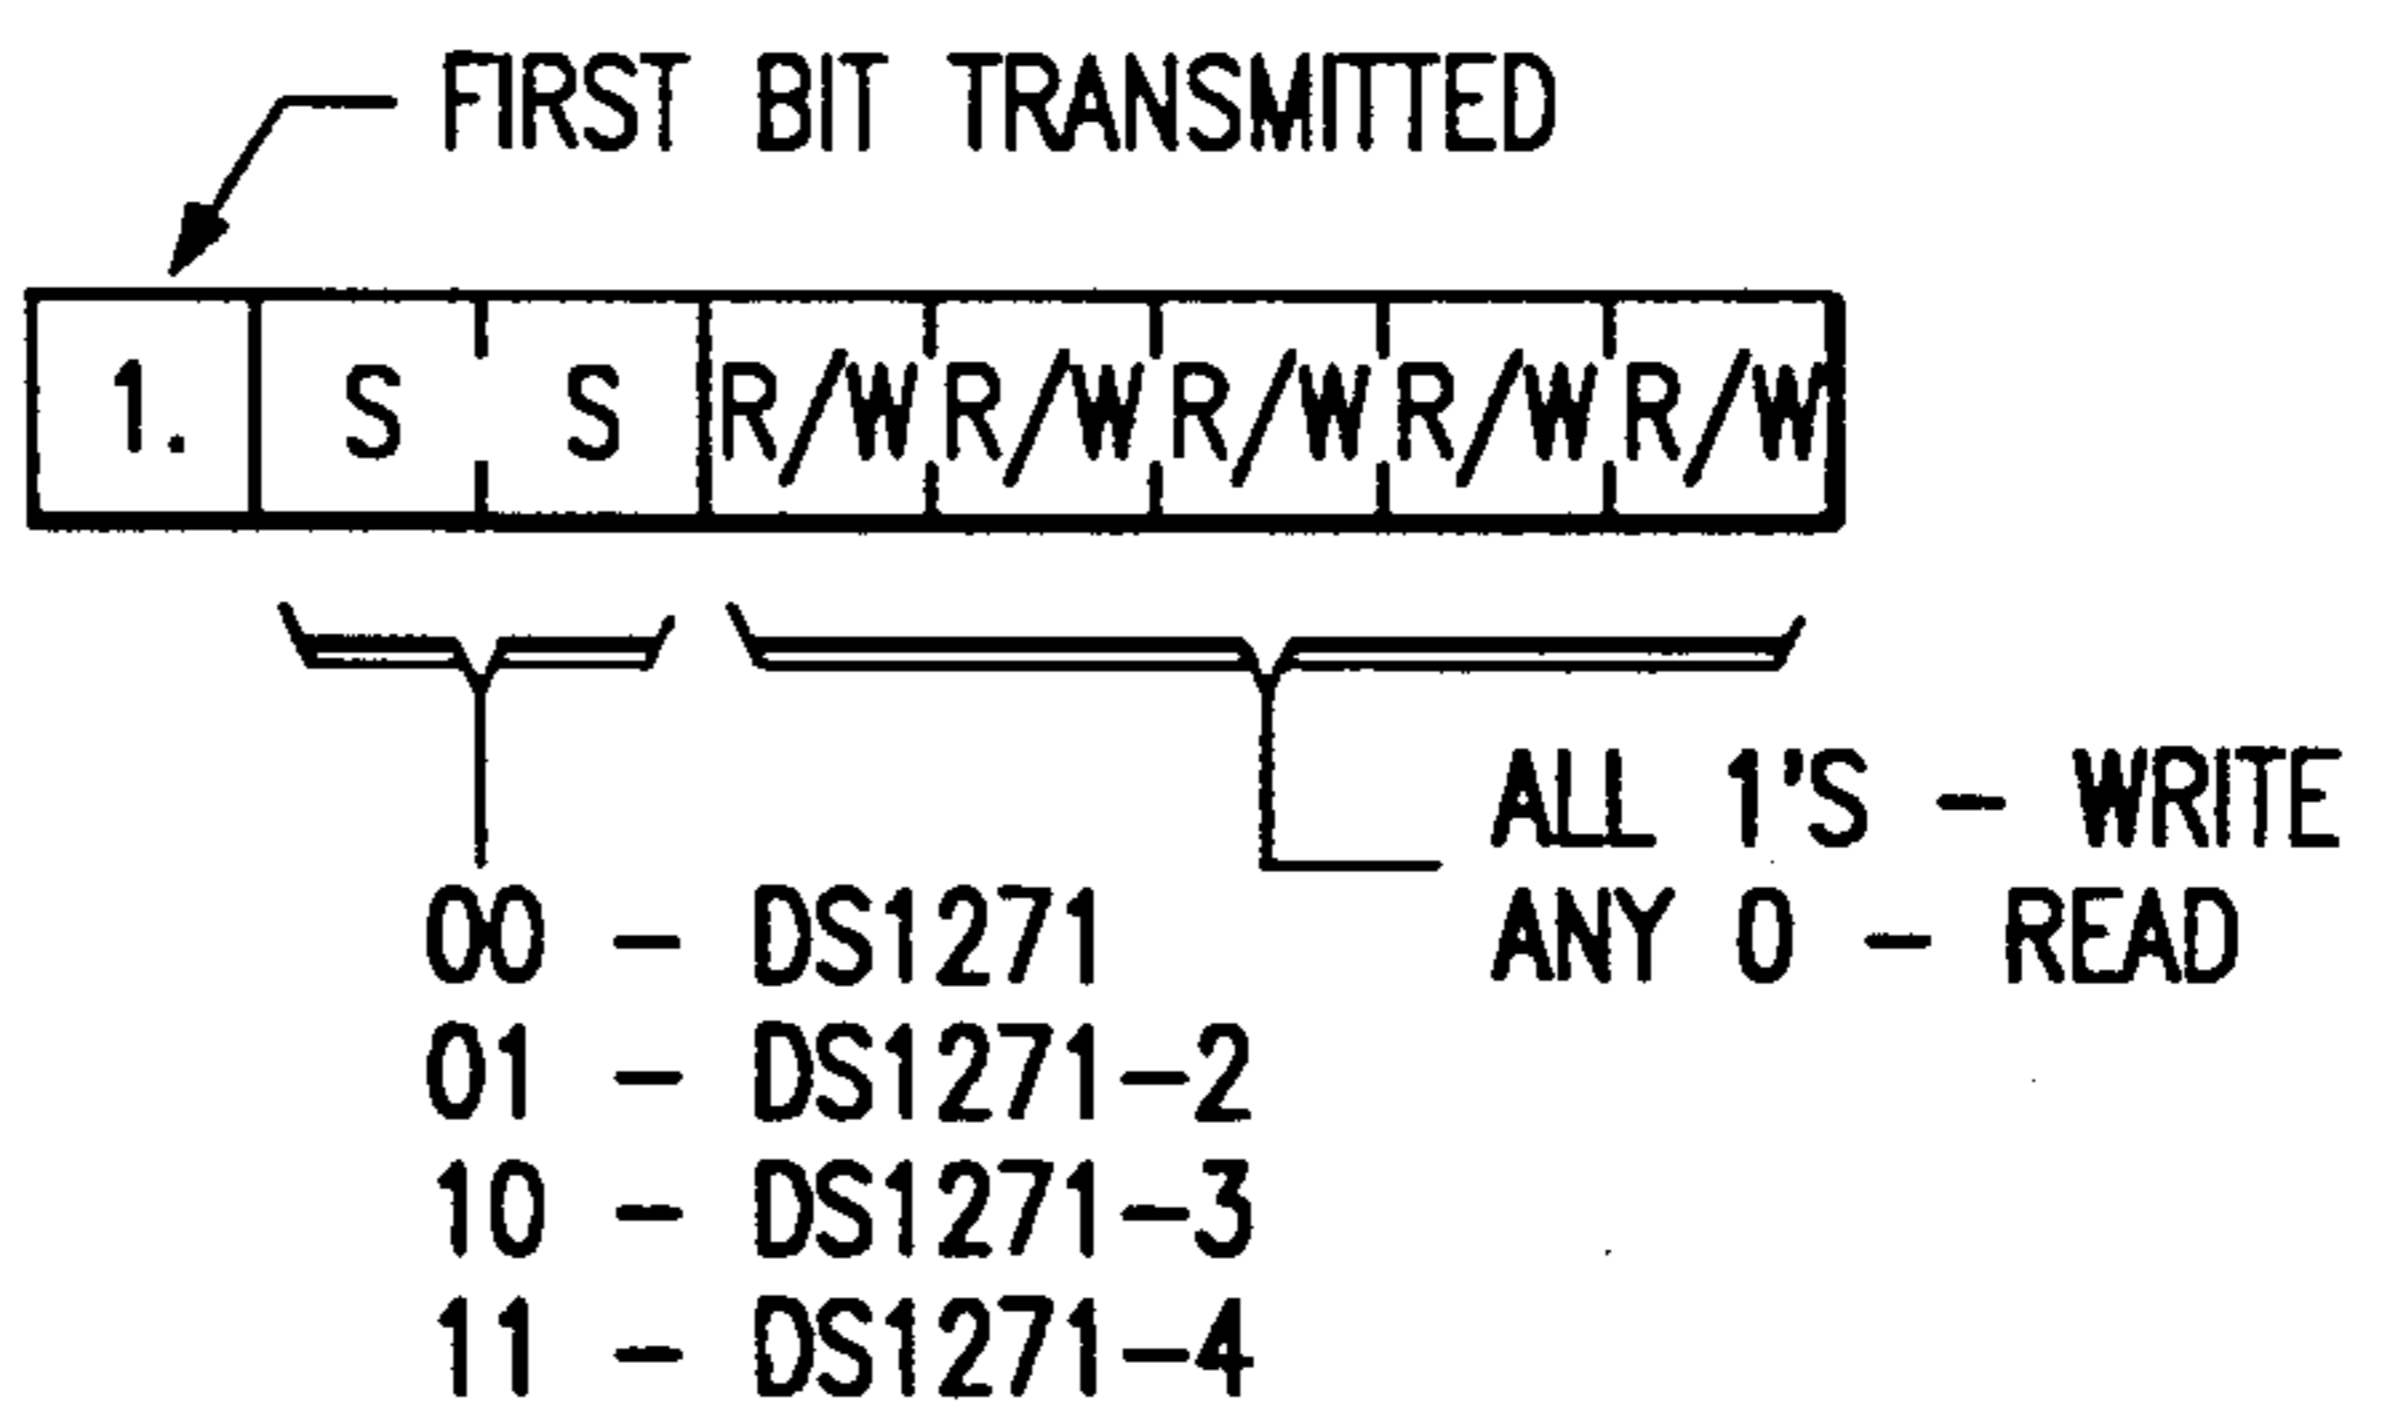 FIRST BIT TRANSMITTED
1. S S R/W R/W R/W R/W R/W
ALL 1'S - WRITE
ANY 0 - READ
00 - DS1271
01 - DS1271-2
10 - DS1271-3
11 - DS1271-4